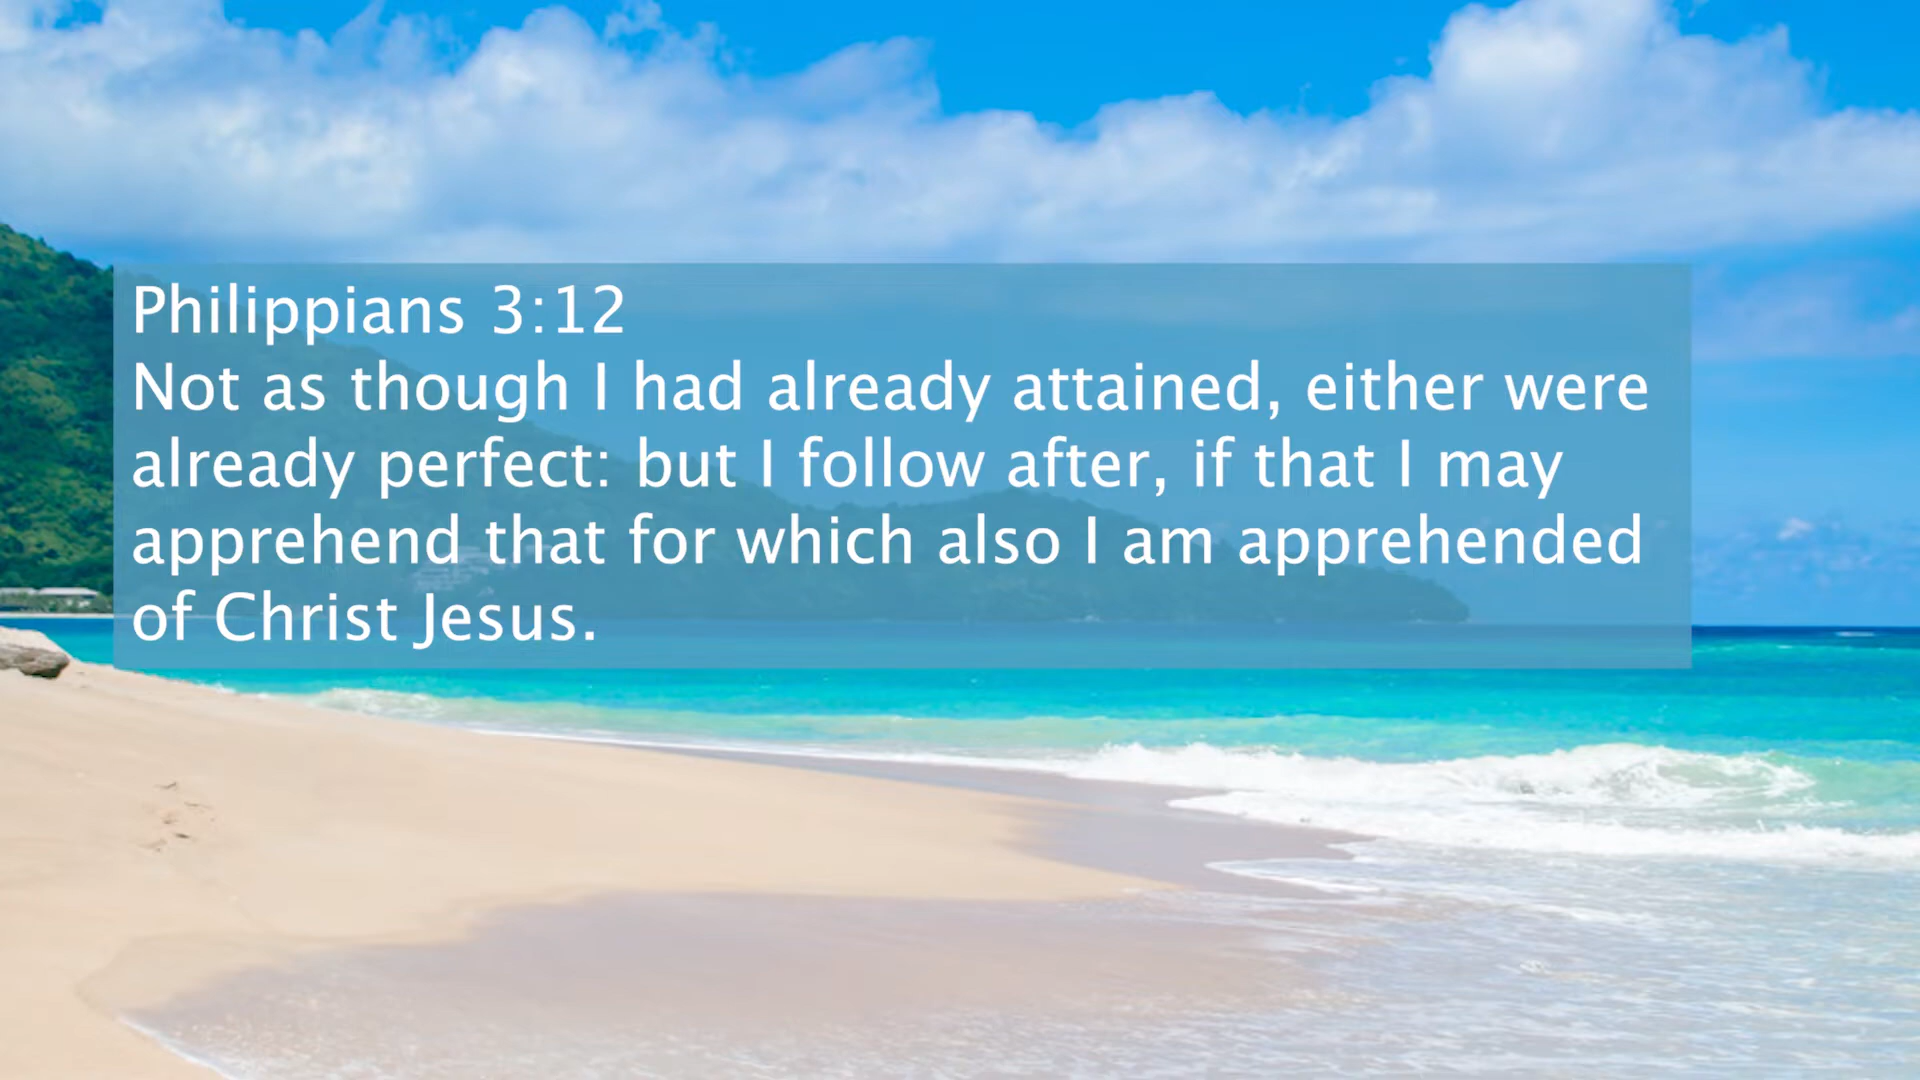 Philippians 3:12
Not as though I had already attained, either were
already perfect: but I follow after, if that I may
apprehend that for which also I am apprehended
of Christ Jesus.